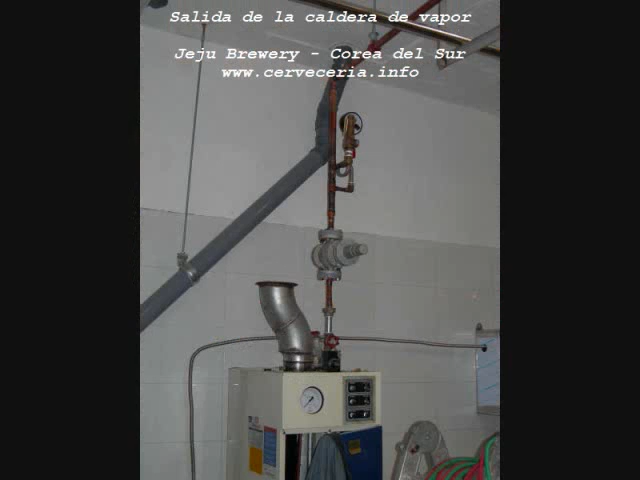 Salida de la caldera de vapor
Jeju Brewery - Corea del Sur
www.cerveceria.info